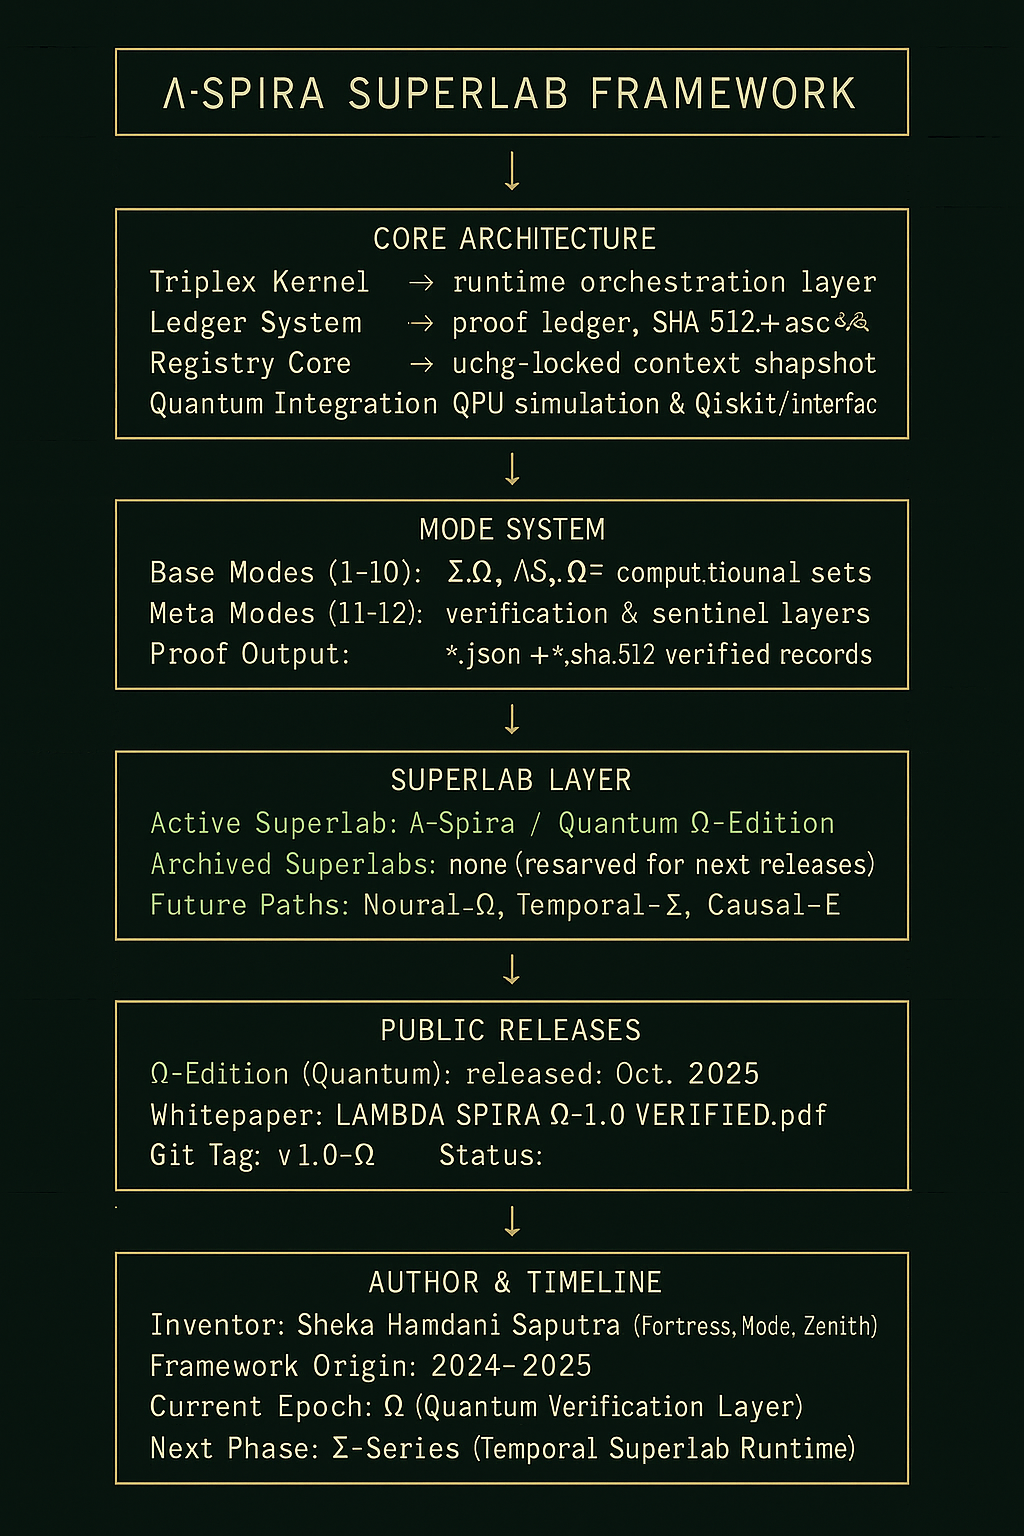 Λ-SPIRA SUPERLAB FRAMEWORK
↓
CORE ARCHITECTURE
Triplex Kernel → runtime orchestration layer
Ledger System → proof ledger, SHA 512.+asc
Registry Core → uchg-locked context shapshot
Quantum Integration QPU simulation & Qiskit/interfac
↓
MODE SYSTEM
Base Modes (1-10): Σ.Ω, ΛS,.Ω= comput.tiounal sets
Meta Modes (11-12): verification & sentinel layers
Proof Output: *.json +*,sha.512 verified records
↓
SUPERLAB LAYER
Active Superlab: A-Spira / Quantum Ω-Edition
Archived Superlabs: none (resarved for next releases)
Future Paths: Noural-Ω, Temporal-Σ, Causal-E
↓
PUBLIC RELEASES
Ω-Edition (Quantum): released: Oct. 2025
Whitepaper: LAMBDA SPIRA Ω-1.0 VERIFIED.pdf
Git Tag: v1.0-Ω Status:
↓
AUTHOR & TIMELINE
Inventor: Sheka Hamdani Saputra (Fortress, Mode, Zenith)
Framework Origin: 2024-2025
Current Epoch: Ω (Quantum Verification Layer)
Next Phase: Σ-Series (Temporal Superlab Runtime)